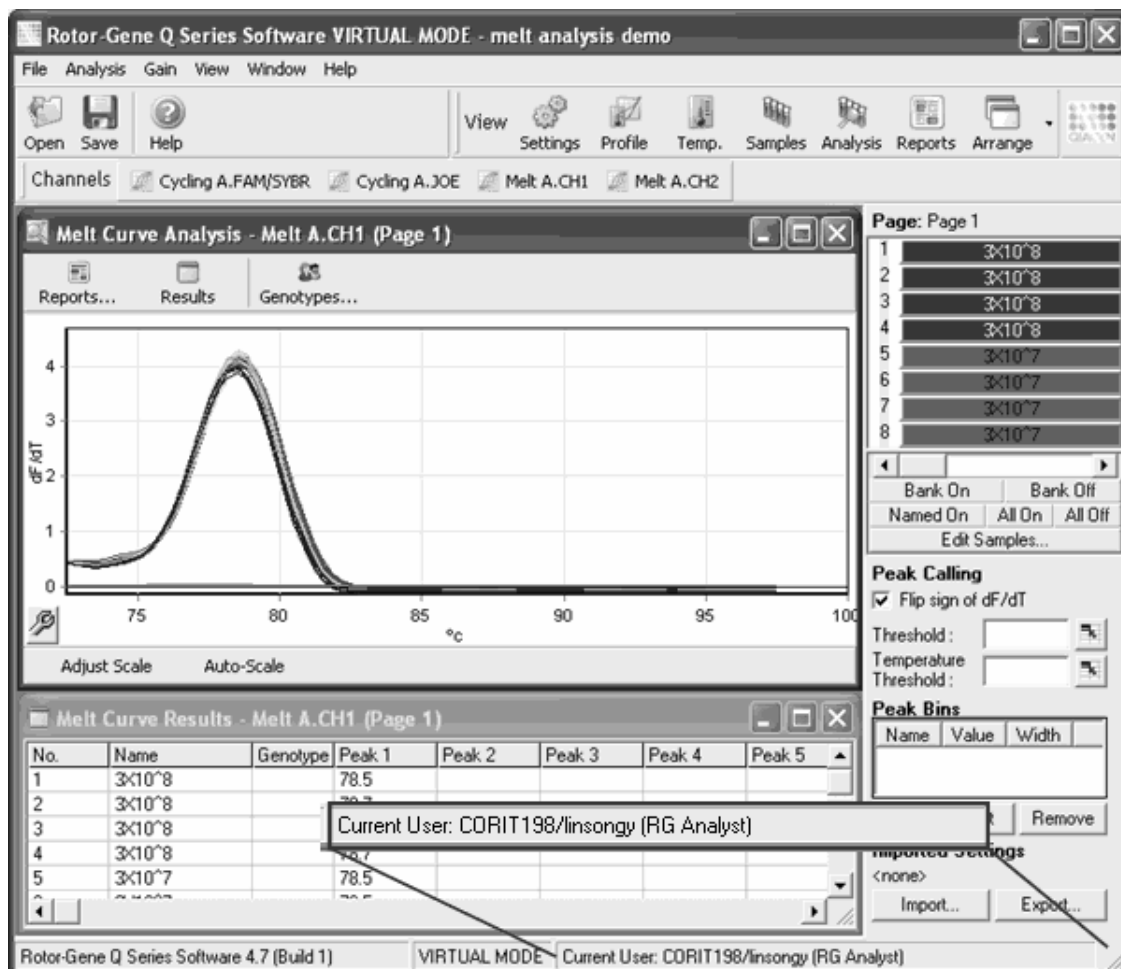 Rotor-Gene Q Series Software VIRTUAL MODE - melt analysis demo
File Analysis Gain View Window Help
Open Save Help View Settings Profile Temp. Samples Analysis Reports Arrange
Channels Cycling A.FAM/SYBR Cycling A.JOE Melt A.CH1 Melt A.CH2
Melt Curve Analysis - Melt A.CH1 (Page 1)
Reports... Results Genotypes...
4
3
2
1
0
dF/dT
75 80 85 90 95 100
°c
Adjust Scale Auto-Scale
Page: Page 1
1 3X10^8
2 3X10^8
3 3X10^8
4 3X10^8
5 3X10^7
6 3X10^7
7 3X10^7
8 3X10^7
Bank On Bank Off
Named On All On All Off
Edit Samples...
Peak Calling
Flip sign of dF/dT
Threshold :
Temperature
Threshold :
Peak Bins
Name Value Width
Remove
Imported Settings
<none>
Import... Export...
Melt Curve Results - Melt A.CH1 (Page 1)
No. Name Genotype Peak 1 Peak 2 Peak 3 Peak 4 Peak 5
1 3X10^8 78.5
2 3X10^8
3 3X10^8
4 3X10^8 78.7
5 3X10^7 78.5
Current User: CORIT198/linsongy (RG Analyst)
Rotor-Gene Q Series Software 4.7 (Build 1) VIRTUAL MODE Current User: CORIT198/linsongy (RG Analyst)